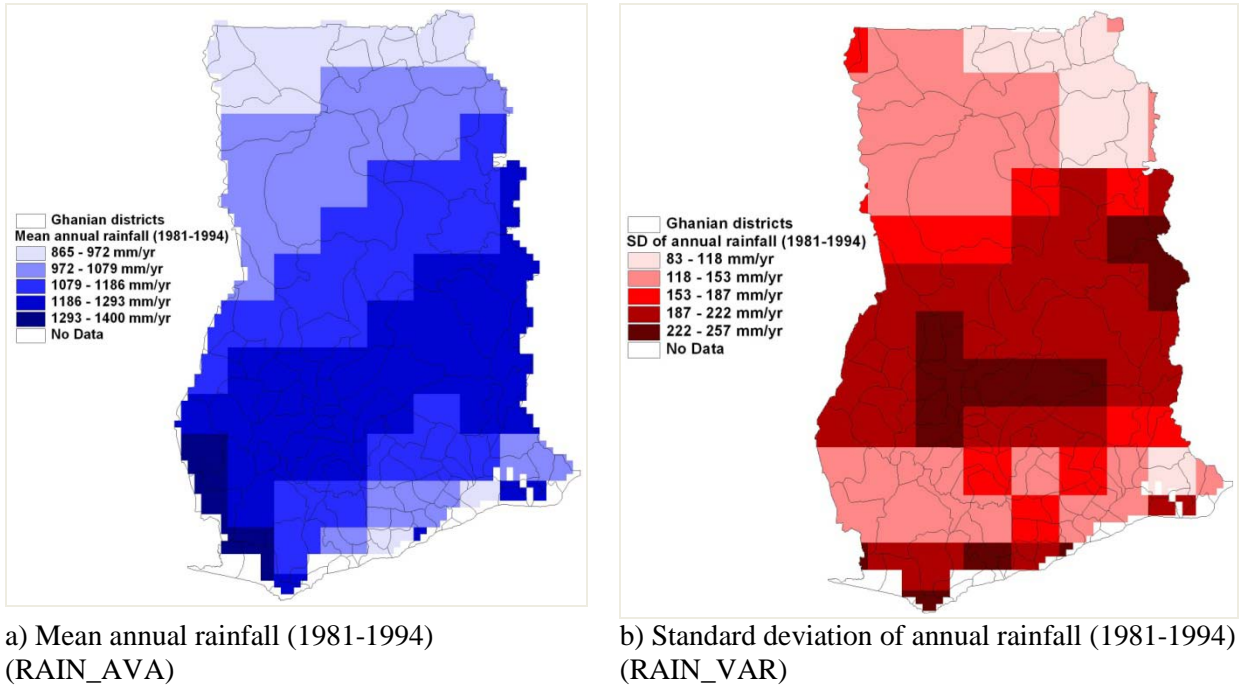 Ghanian districts
Mean annual rainfall (1981-1994)
865 - 972 mm/yr
972 - 1079 mm/yr
1079 - 1186 mm/yr
1186 - 1293 mm/yr
1293 - 1400 mm/yr
No Data
Ghanian districts
SD of annual rainfall (1981-1994)
83 - 118 mm/yr
118 - 153 mm/yr
153 - 187 mm/yr
187 - 222 mm/yr
222 - 257 mm/yr
No Data
a) Mean annual rainfall (1981-1994)
(RAIN_AVA)
b) Standard deviation of annual rainfall (1981-1994)
(RAIN_VAR)